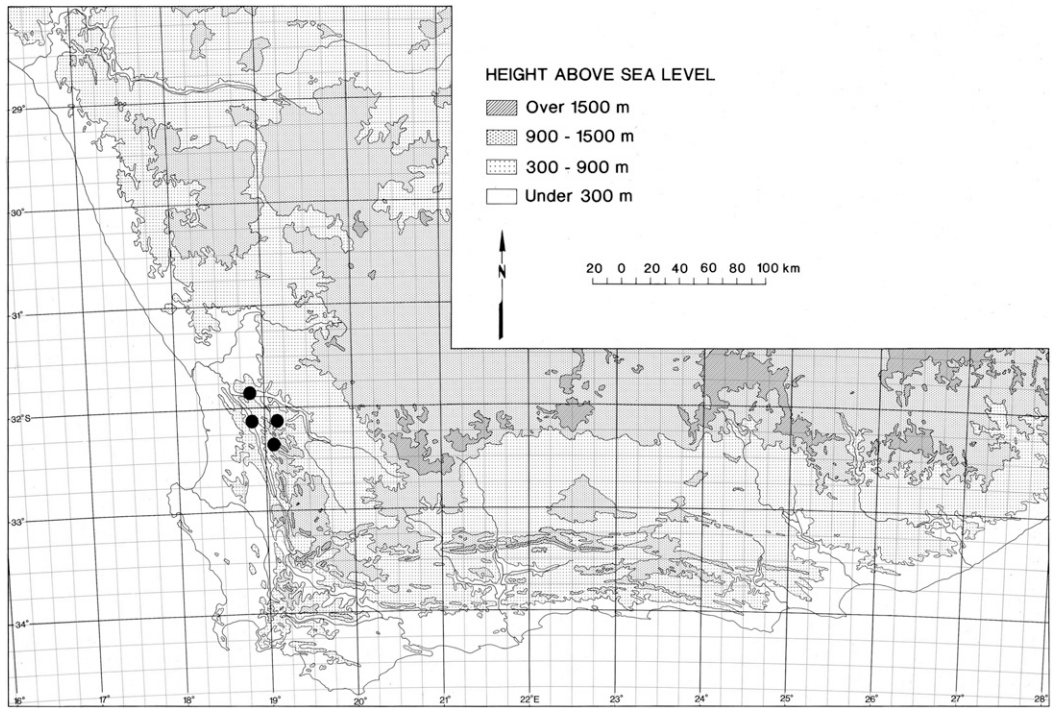 HEIGHT ABOVE SEA LEVEL
Over 1500 m
900 - 1500 m
300 - 900 m
Under 300 m
N
20 0 20 40 60 80 100 km
29°
30°
31°
32°S
33°
34°
16° 17° 18° 19° 20° 21° 22°E 23° 24° 25° 26° 27° 28°